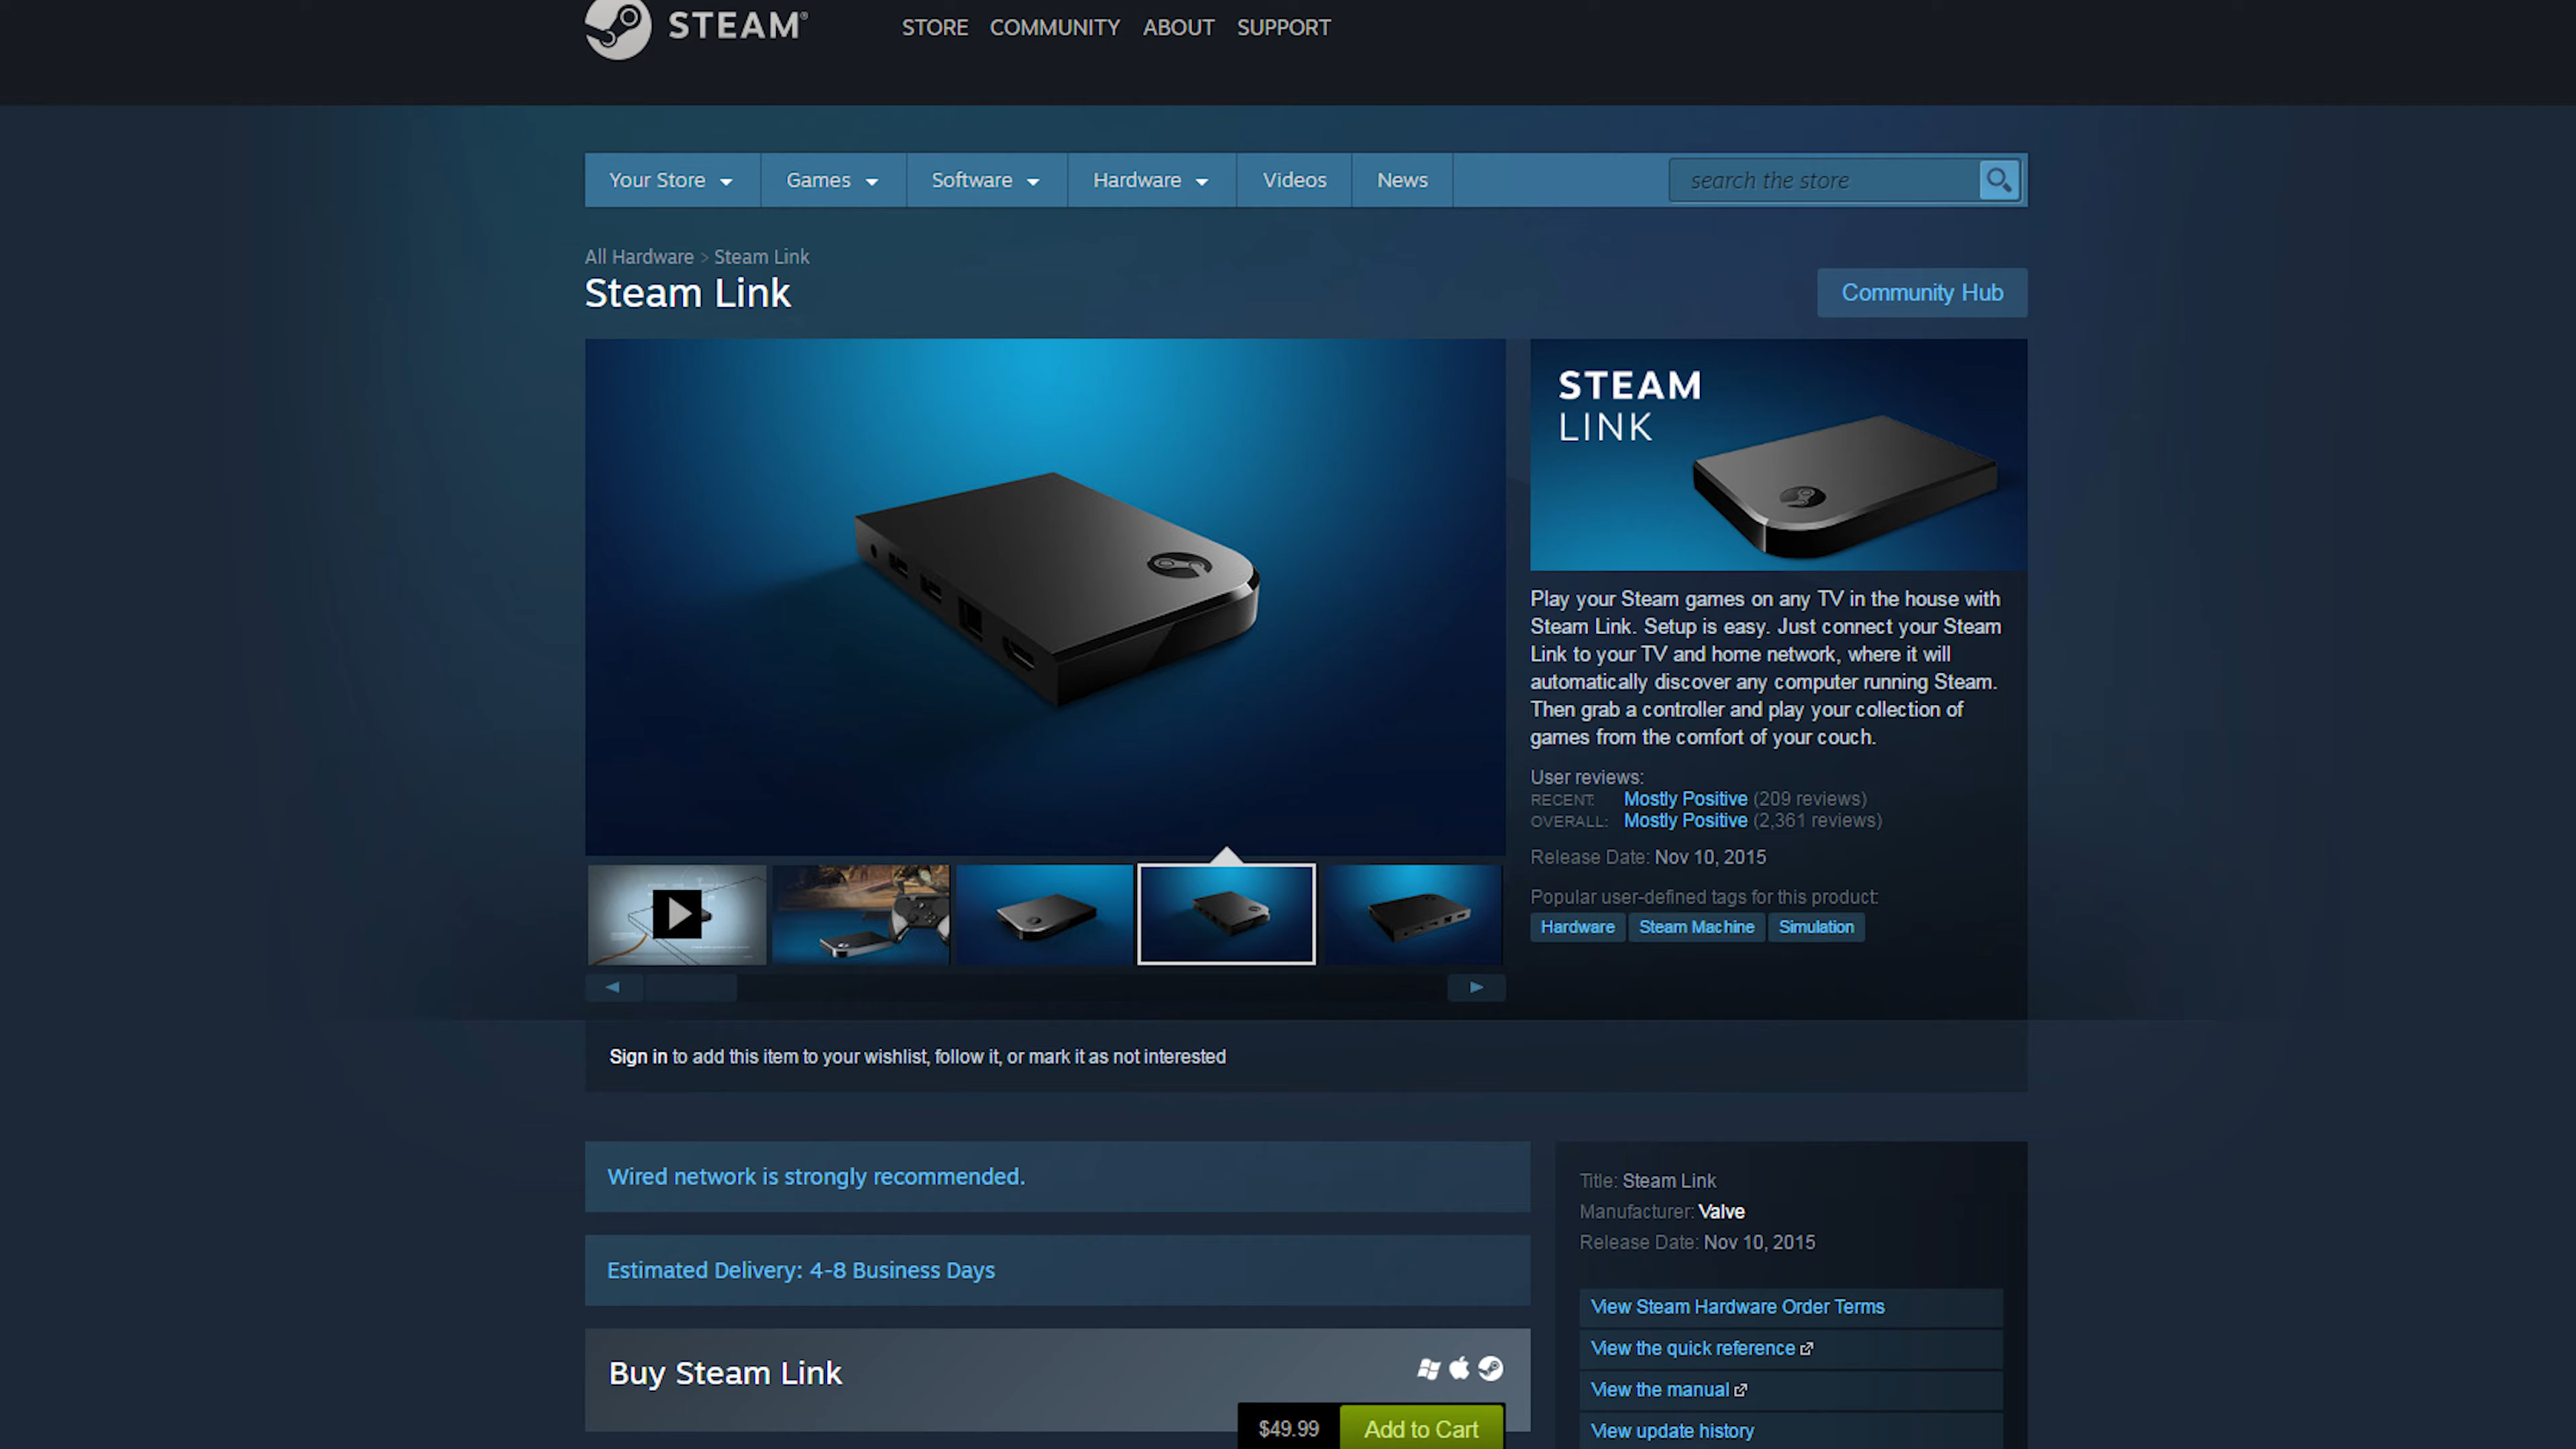 STEAM®
STORE COMMUNITY ABOUT SUPPORT
Your Store Games Software Hardware Videos News search the store
All Hardware > Steam Link
Steam Link
Community Hub
STEAM
LINK
Play your Steam games on any TV in the house with
Steam Link. Setup is easy. Just connect your Steam
Link to your TV and home network, where it will
automatically discover any computer running Steam.
Then grab a controller and play your collection of
games from the comfort of your couch.
User reviews:
RECENT: Mostly Positive (209 reviews)
OVERALL: Mostly Positive (2,361 reviews)
Release Date: Nov 10, 2015
Popular user-defined tags for this product:
Hardware Steam Machine Simulation
Sign in to add this item to your wishlist, follow it, or mark it as not interested
Wired network is strongly recommended.
Estimated Delivery: 4-8 Business Days
Buy Steam Link
$49.99 Add to Cart
Title: Steam Link
Manufacturer: Valve
Release Date: Nov 10, 2015
View Steam Hardware Order Terms
View the quick reference
View the manual
View update history